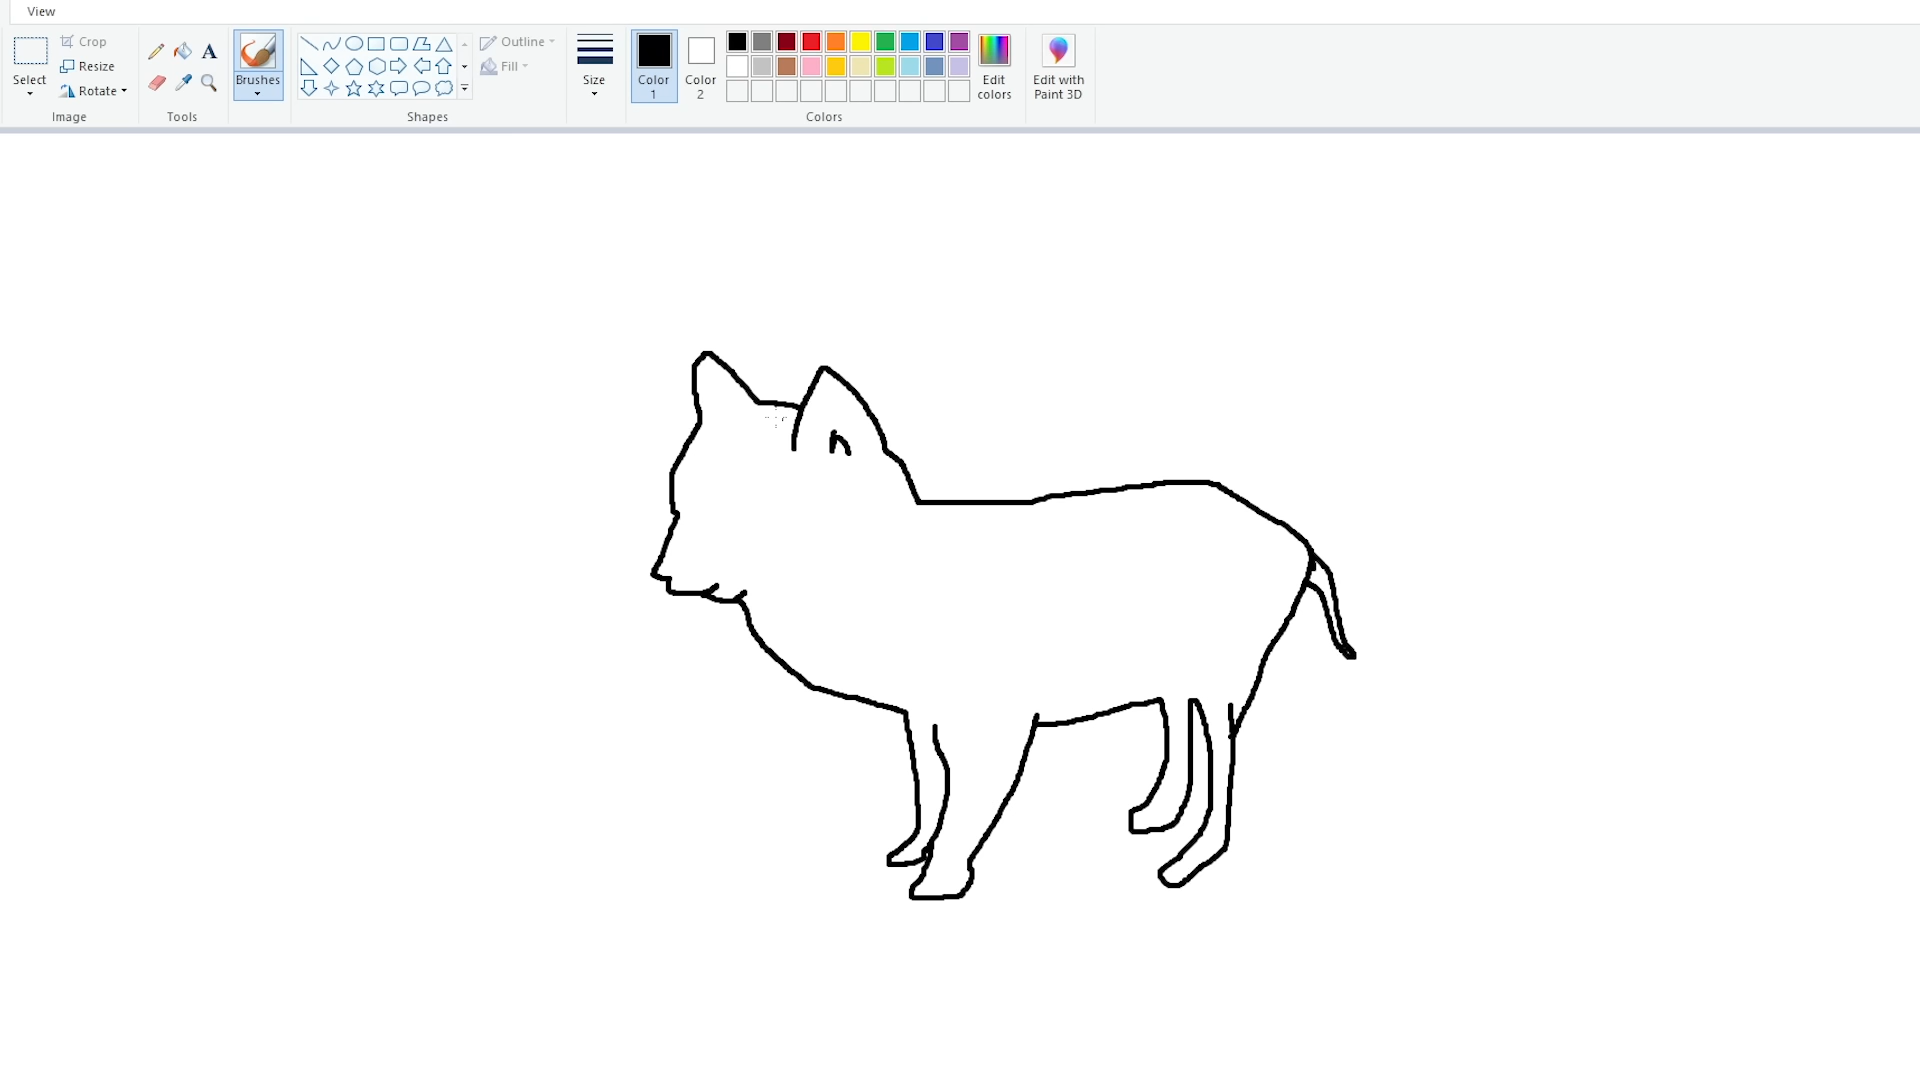 View
Crop
Select
Resize
Rotate
Image
A
Tools
Brushes
Outline
Fill
Shapes
Size
Color
1
Color
2
Edit
colors
Colors
Edit with
Paint 3D